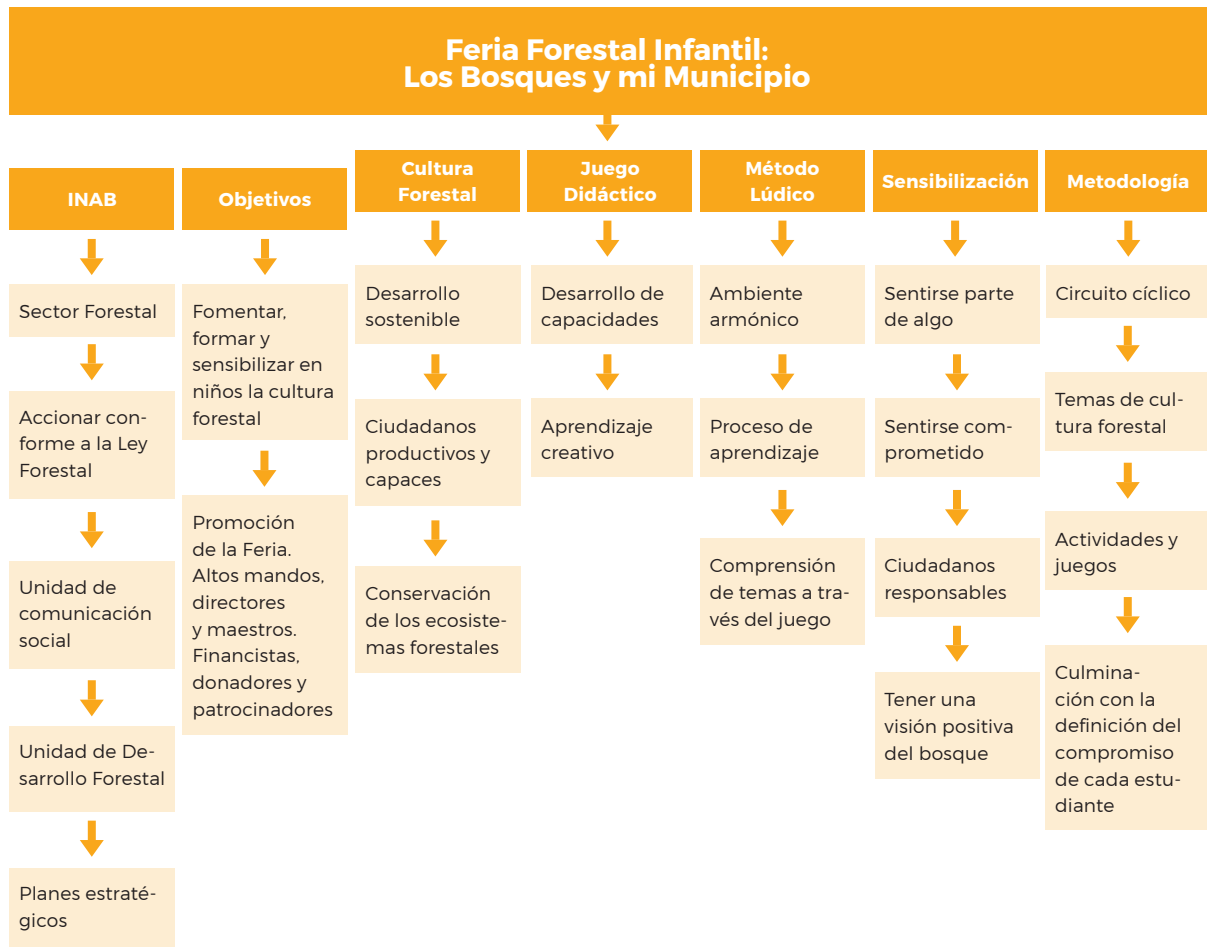 Feria Forestal Infantil:
Los Bosques y mi Municipio
INAB
Sector Forestal
Accionar con-
forme a la Ley
Forestal
Unidad de
comunicación
social
Unidad de De-
sarrollo Forestal
Planes estraté-
gicos
Objetivos
Fomentar,
formar y
sensibilizar en
niños la cultura
forestal
Promoción
de la Feria.
Altos mandos,
directores
y maestros.
Financistas,
donadores y
patrocinadores
Cultura
Forestal
Desarrollo
sostenible
Ciudadanos
productivos y
capaces
Conservación
de los ecosiste-
mas forestales
Juego
Didáctico
Desarrollo de
capacidades
Aprendizaje
creativo
Método
Lúdico
Ambiente
armónico
Proceso de
aprendizaje
Comprensión
de temas a tra-
vés del juego
Sensibilización
Sentirse parte
de algo
Sentirse com-
prometido
Ciudadanos
responsables
Tener una
visión positiva
del bosque
Metodología
Circuito cíclico
Temas de cul-
tura forestal
Actividades y
juegos
Culmina-
ción con la
definición del
compromiso
de cada estu-
diante